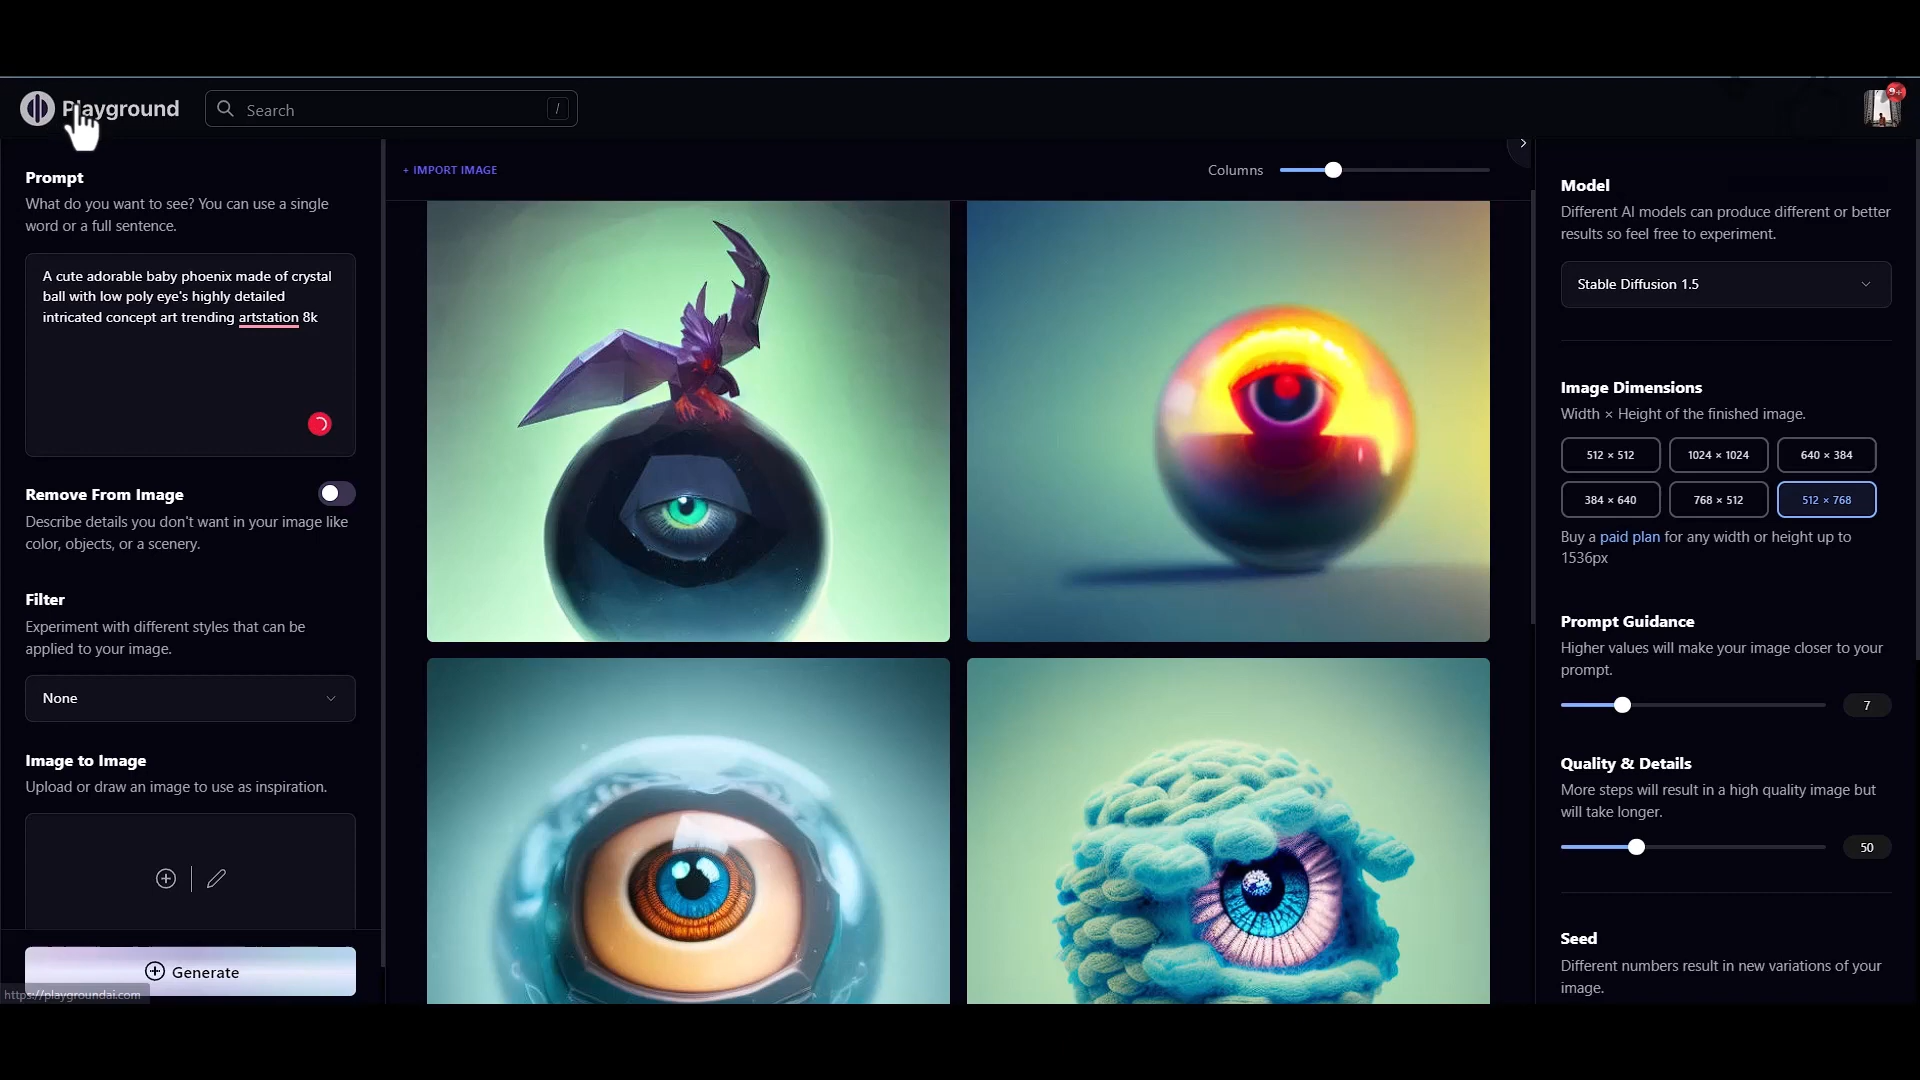 Playground
Search
/
9+
Prompt
What do you want to see? You can use a single
word or a full sentence.
A cute adorable baby phoenix made of crystal
ball with low poly eye's highly detailed
intricated concept art trending artstation 8k
Remove From Image
Describe details you don't want in your image like
color, objects, or a scenery.
Filter
Experiment with different styles that can be
applied to your image.
None
Image to Image
Upload or draw an image to use as inspiration.
Generate
https://playgroundai.com
+ IMPORT IMAGE
Columns
Model
Different AI models can produce different or better
results so feel free to experiment.
Stable Diffusion 1.5
Image Dimensions
Width × Height of the finished image.
512 × 512
1024 × 1024
640 × 384
384 × 640
768 × 512
512 × 768
Buy a paid plan for any width or height up to
1536px
Prompt Guidance
Higher values will make your image closer to your
prompt.
7
Quality & Details
More steps will result in a high quality image but
will take longer.
50
Seed
Different numbers result in new variations of your
image.